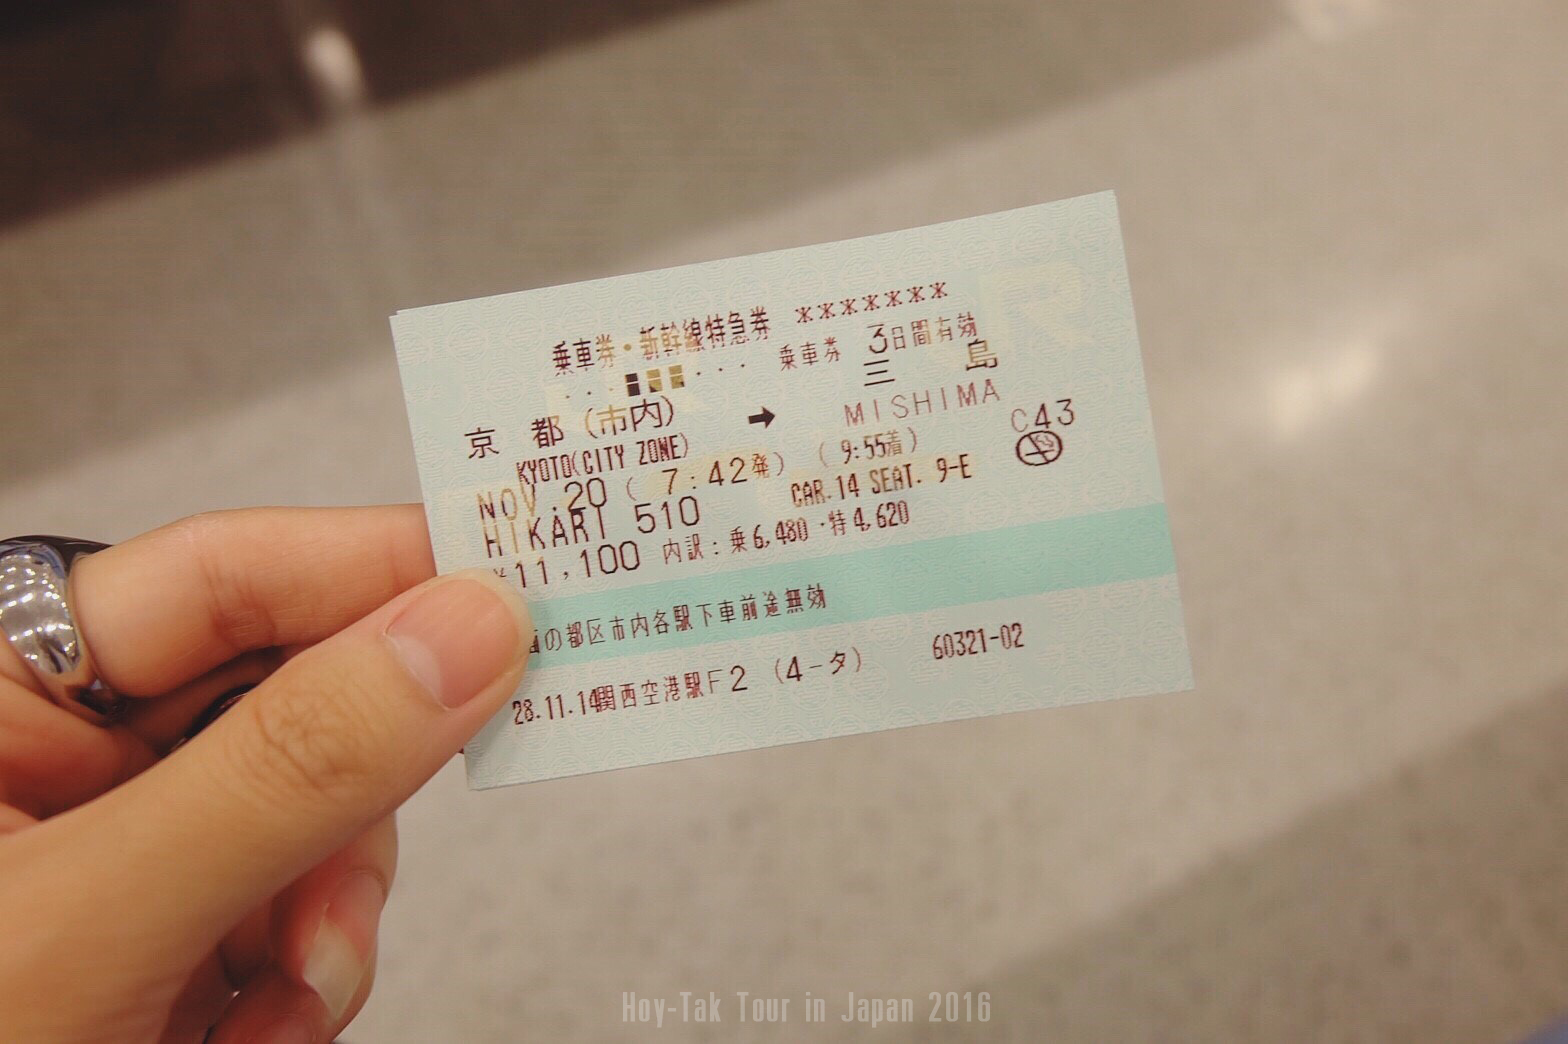 乗車券・新幹線特急券 *******
乗車券 3日間有効
京都(市内) ➡ 三島
KYOTO(CITY ZONE) MISHIMA
C43
NOV.20 ( 7:42発) ( 9:55着)
HIKARI 510 CAR.14 SEAT. 9-E
¥11,100 内訳:乗6,480・特4,620
の都区市内各駅下車前途無効
28.11.14関西空港駅F2 (4-タ) 60321-02
Hoy-Tak Tour in Japan 2016